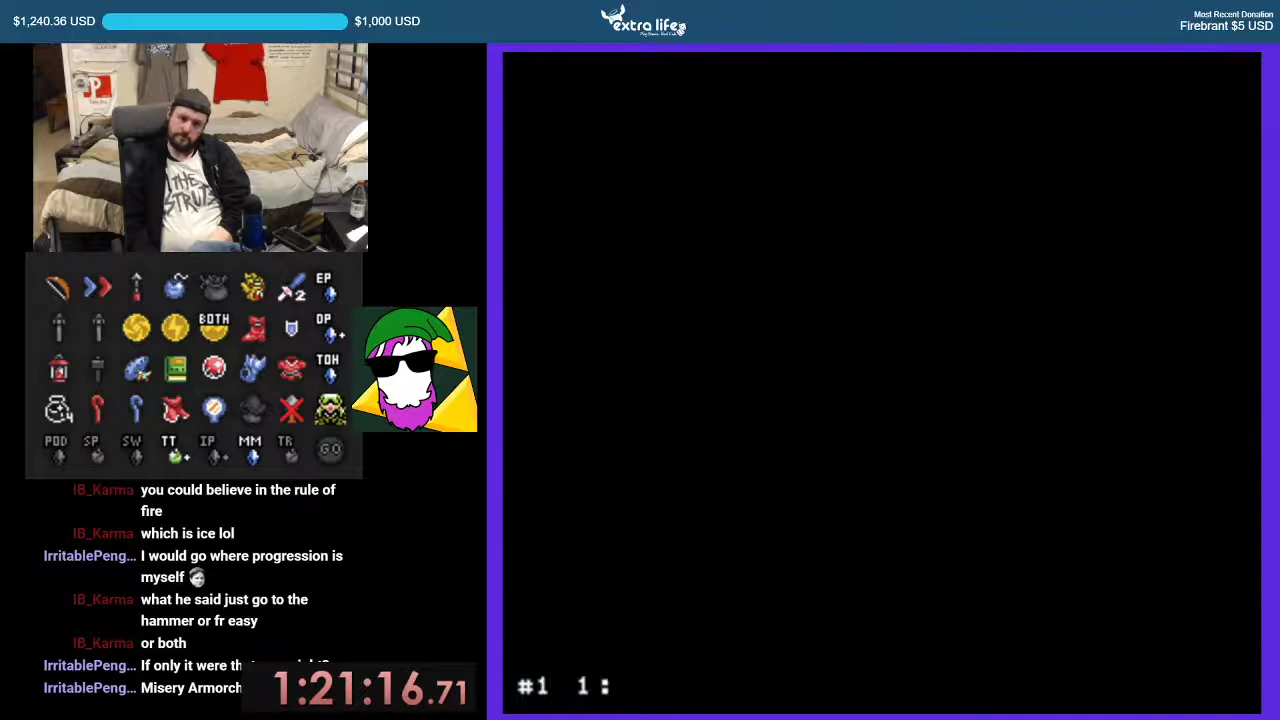 $1,240.36 USD
$1,000 USD
extra life
Most Recent Donation
Firebrant $5 USD
THE
STRUTS
EP
2
BOTH
DP
+
TOH
4
POD SP SW TT IP MM TR
GO
IB_Karma you could believe in the rule of
fire
IB_Karma which is ice lol
IrritablePeng… I would go where progression is
myself
IB_Karma what he said just go to the
hammer or fr easy
IB_Karma or both
IrritablePeng… If only it were
IrritablePeng… Misery
1:21:16.71
#1 1: